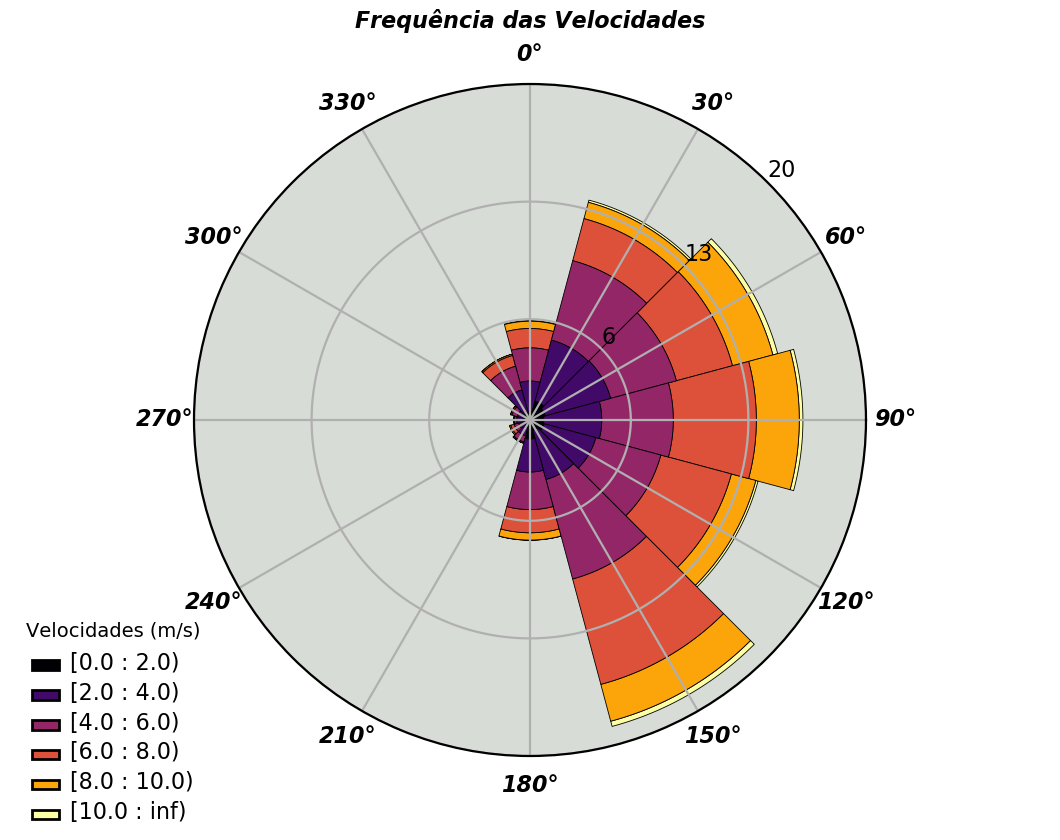 Frequência das Velocidades
0°
330°
30°
20
300°
60°
13
6
270°
90°
240°
120°
210°
150°
180°
Velocidades (m/s)
[0.0 : 2.0)
[2.0 : 4.0)
[4.0 : 6.0)
[6.0 : 8.0)
[8.0 : 10.0)
[10.0 : inf)